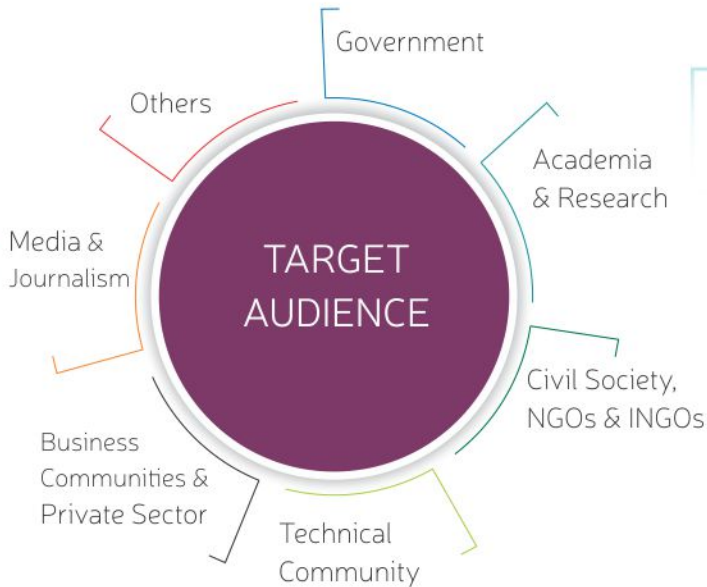 Government
Others
Academia
& Research
Media &
Journalism
TARGET
AUDIENCE
Civil Society,
NGOs & INGOs
Business
Communities &
Private Sector
Technical
Community